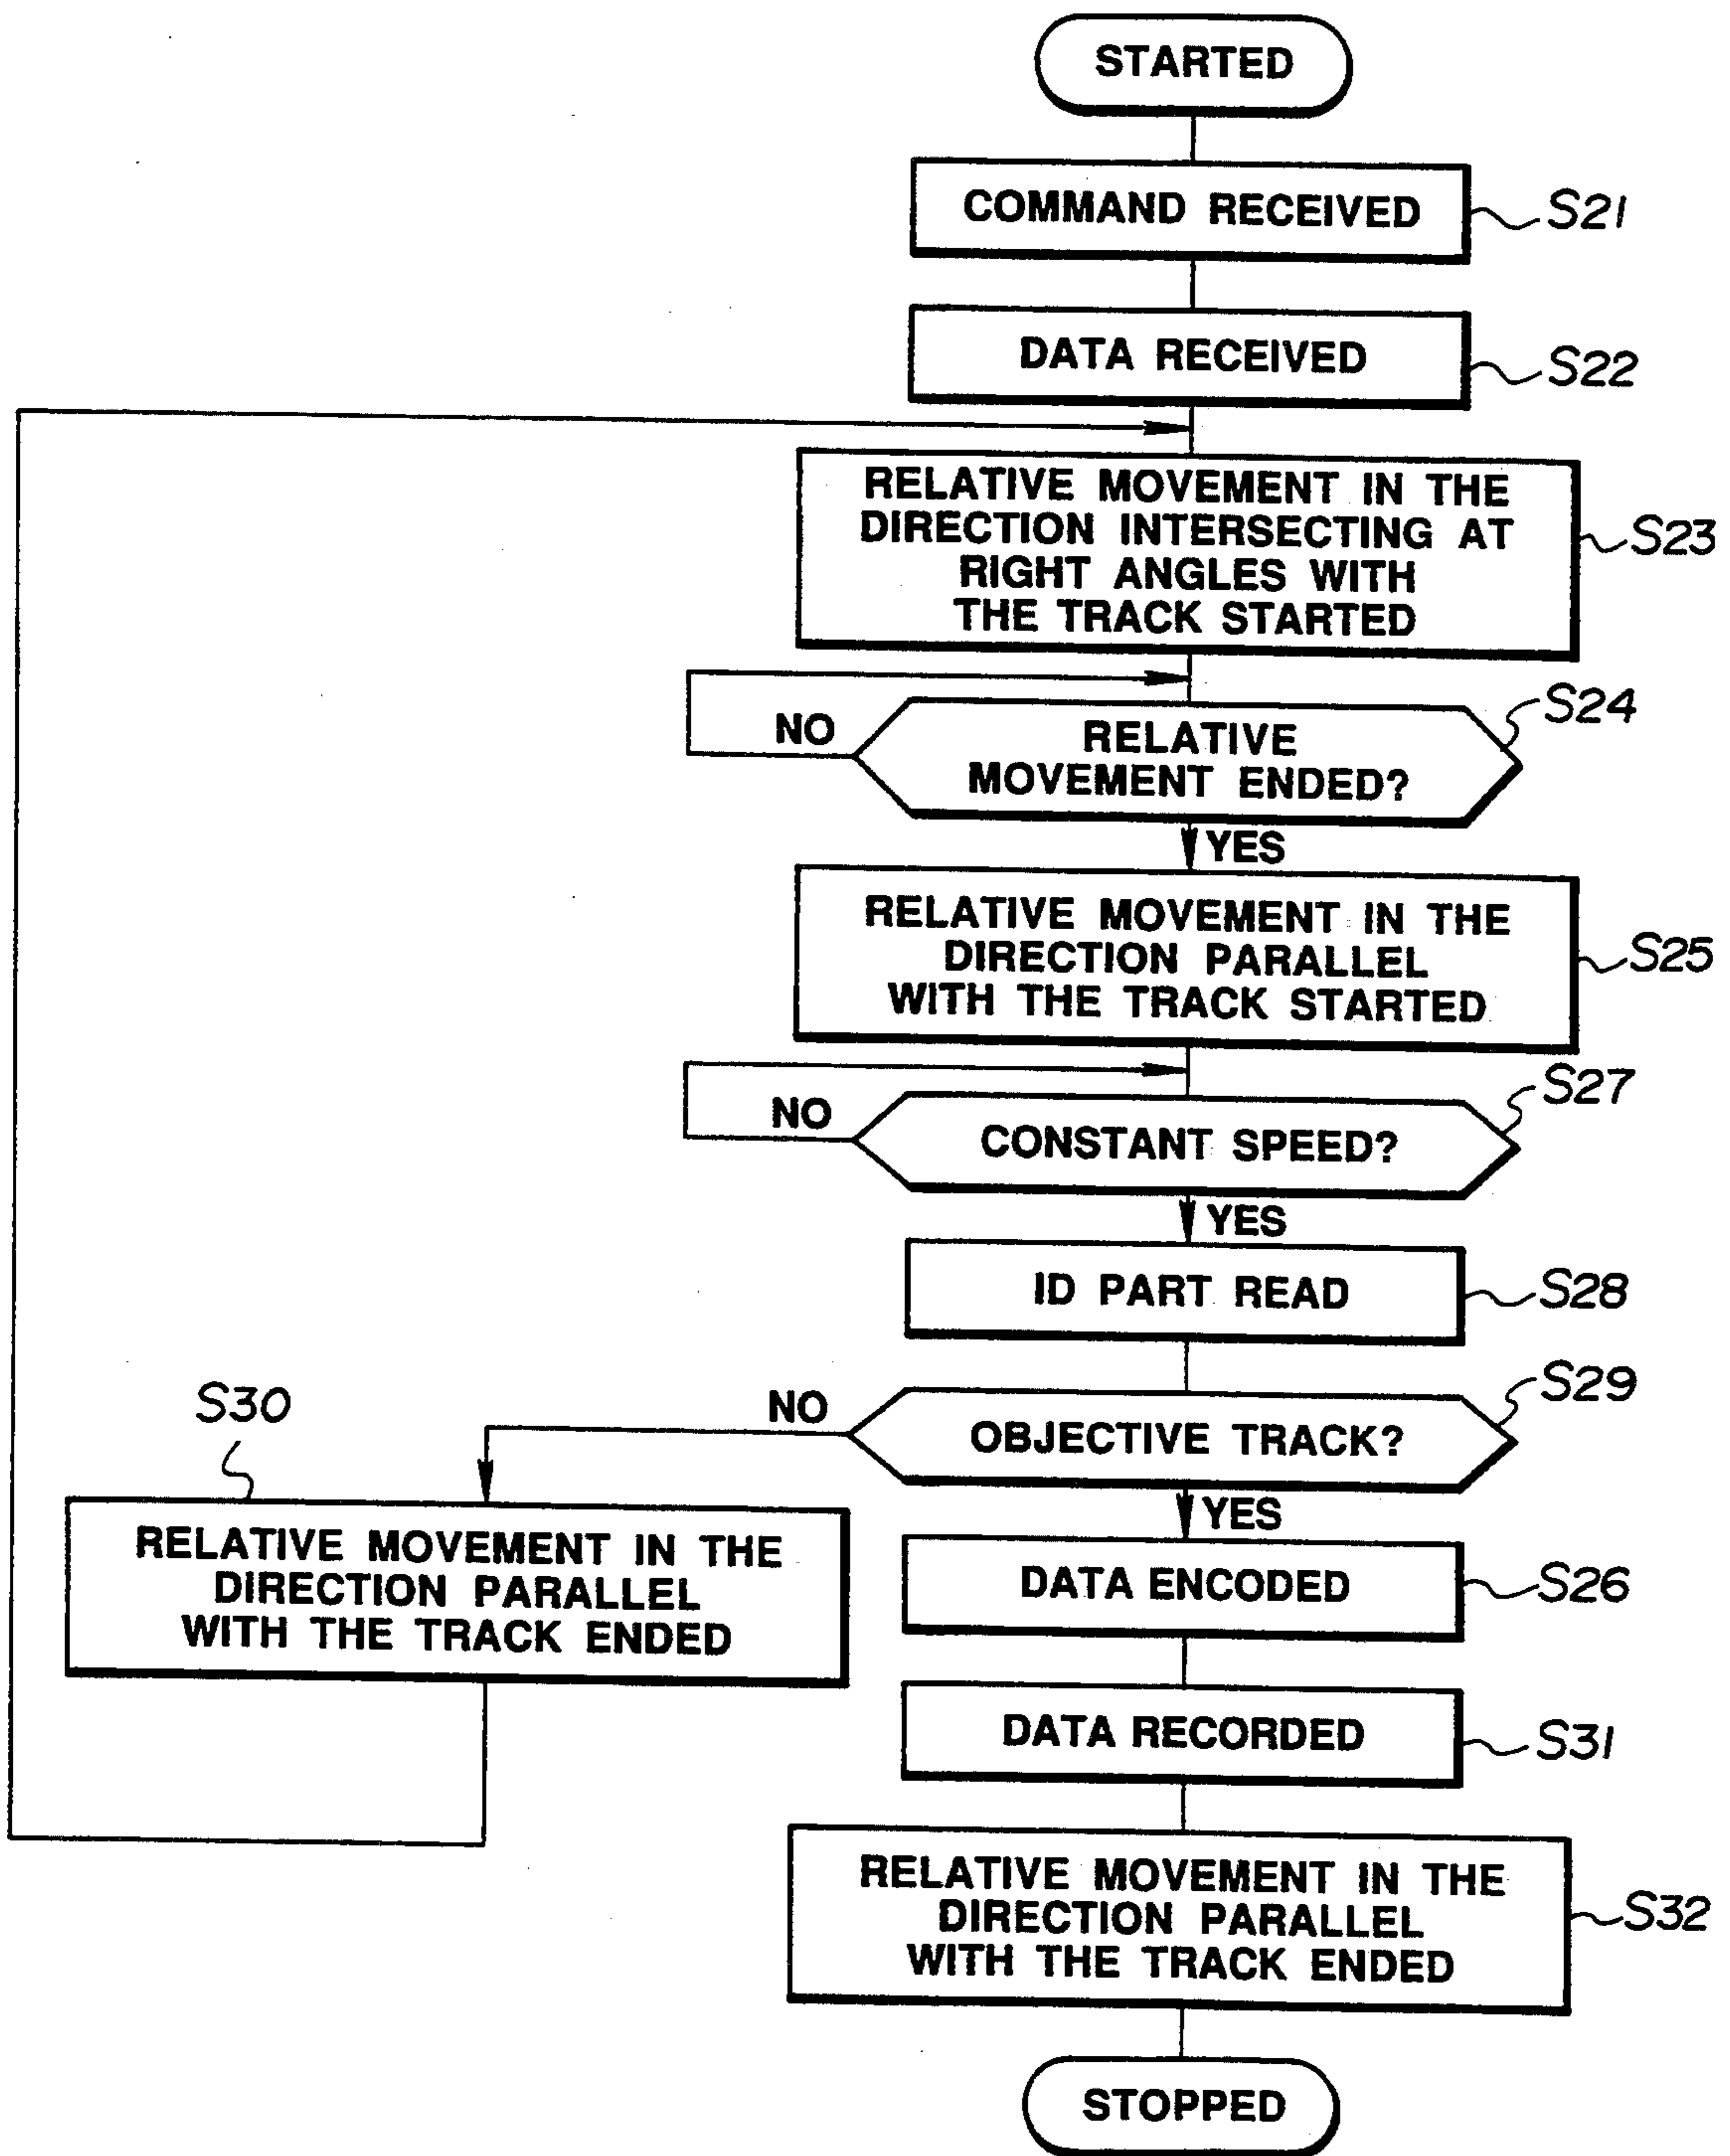 STARTED
COMMAND RECEIVED
S21
DATA RECEIVED
S22
RELATIVE MOVEMENT IN THE
DIRECTION INTERSECTING AT
RIGHT ANGLES WITH
THE TRACK STARTED
S23
NO
RELATIVE
MOVEMENT ENDED?
S24
YES
RELATIVE MOVEMENT IN THE
DIRECTION PARALLEL
WITH THE TRACK STARTED
S25
NO
CONSTANT SPEED?
S27
YES
ID PART READ
S28
NO
OBJECTIVE TRACK?
S29
S30
RELATIVE MOVEMENT IN THE
DIRECTION PARALLEL
WITH THE TRACK ENDED
YES
DATA ENCODED
S26
DATA RECORDED
S31
RELATIVE MOVEMENT IN THE
DIRECTION PARALLEL
WITH THE TRACK ENDED
S32
STOPPED